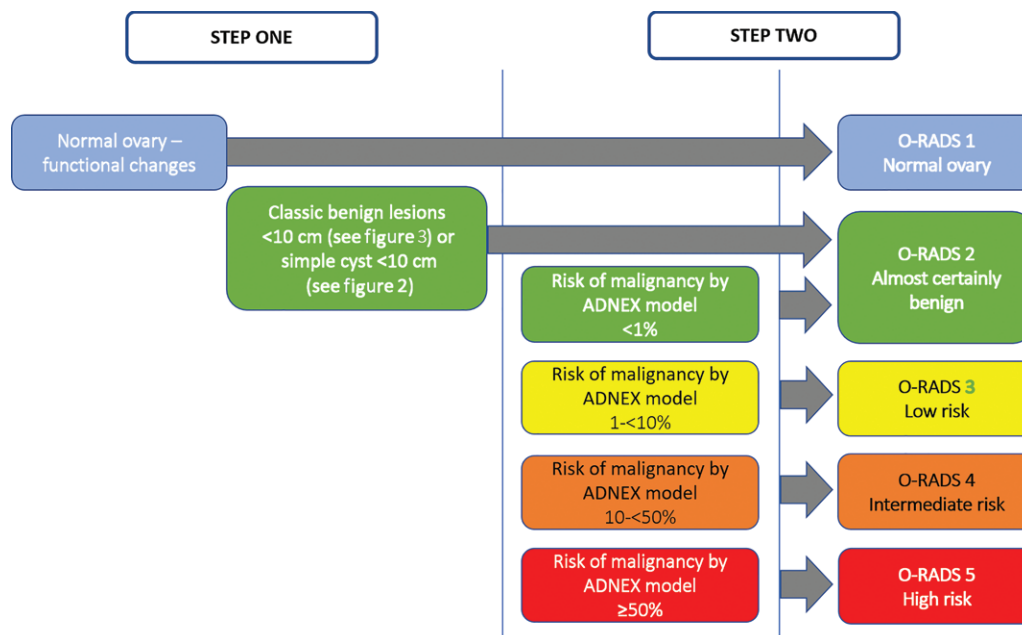 STEP ONE
STEP TWO
Normal ovary –
functional changes
O-RADS 1
Normal ovary
Classic benign lesions
<10 cm (see figure 3) or
simple cyst <10 cm
(see figure 2)
O-RADS 2
Almost certainly
benign
Risk of malignancy by
ADNEX model
<1%
Risk of malignancy by
ADNEX model
1-<10%
O-RADS 3
Low risk
Risk of malignancy by
ADNEX model
10-<50%
O-RADS 4
Intermediate risk
Risk of malignancy by
ADNEX model
≥50%
O-RADS 5
High risk